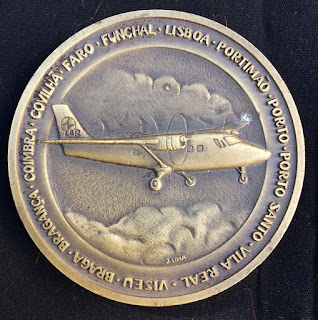 BRAGA · BRAGANÇA · COIMBRA · COVILHÃ · FARO · FUNCHAL · LISBOA · PORTIMÃO · PORTO · PORTO SANTO · VILA REAL · VISEU ·
LAR
J. LIMA